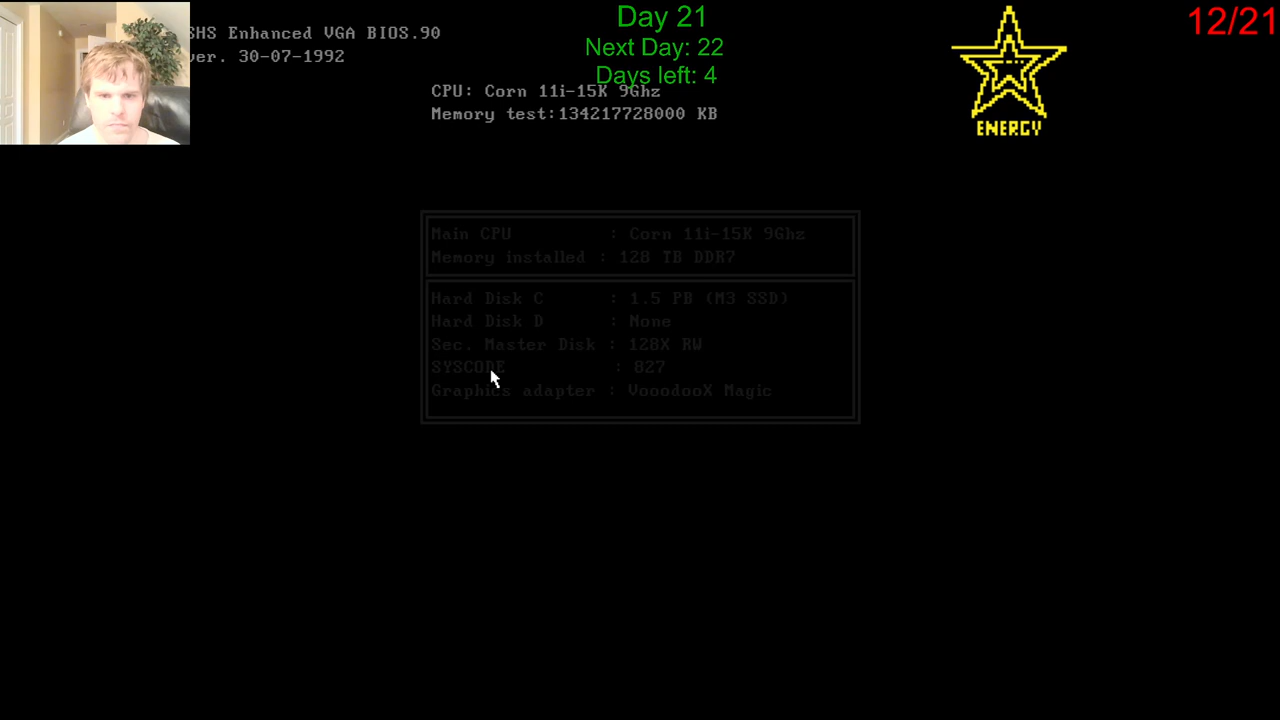 SHS Enhanced VGA BIOS.90
ver. 30-07-1992
Day 21
Next Day: 22
Days left: 4
12/21
ENERGY
CPU: Corn 11i-15K 9Ghz
Memory test:134217728000 KB
Main CPU : Corn 11i-15K 9Ghz
Memory installed : 128 TB DDR7
Hard Disk C : 1.5 PB (M3 SSD)
Hard Disk D : None
Sec. Master Disk : 128X RW
SYSCODE : 827
Graphics adapter : VooodooX Magic